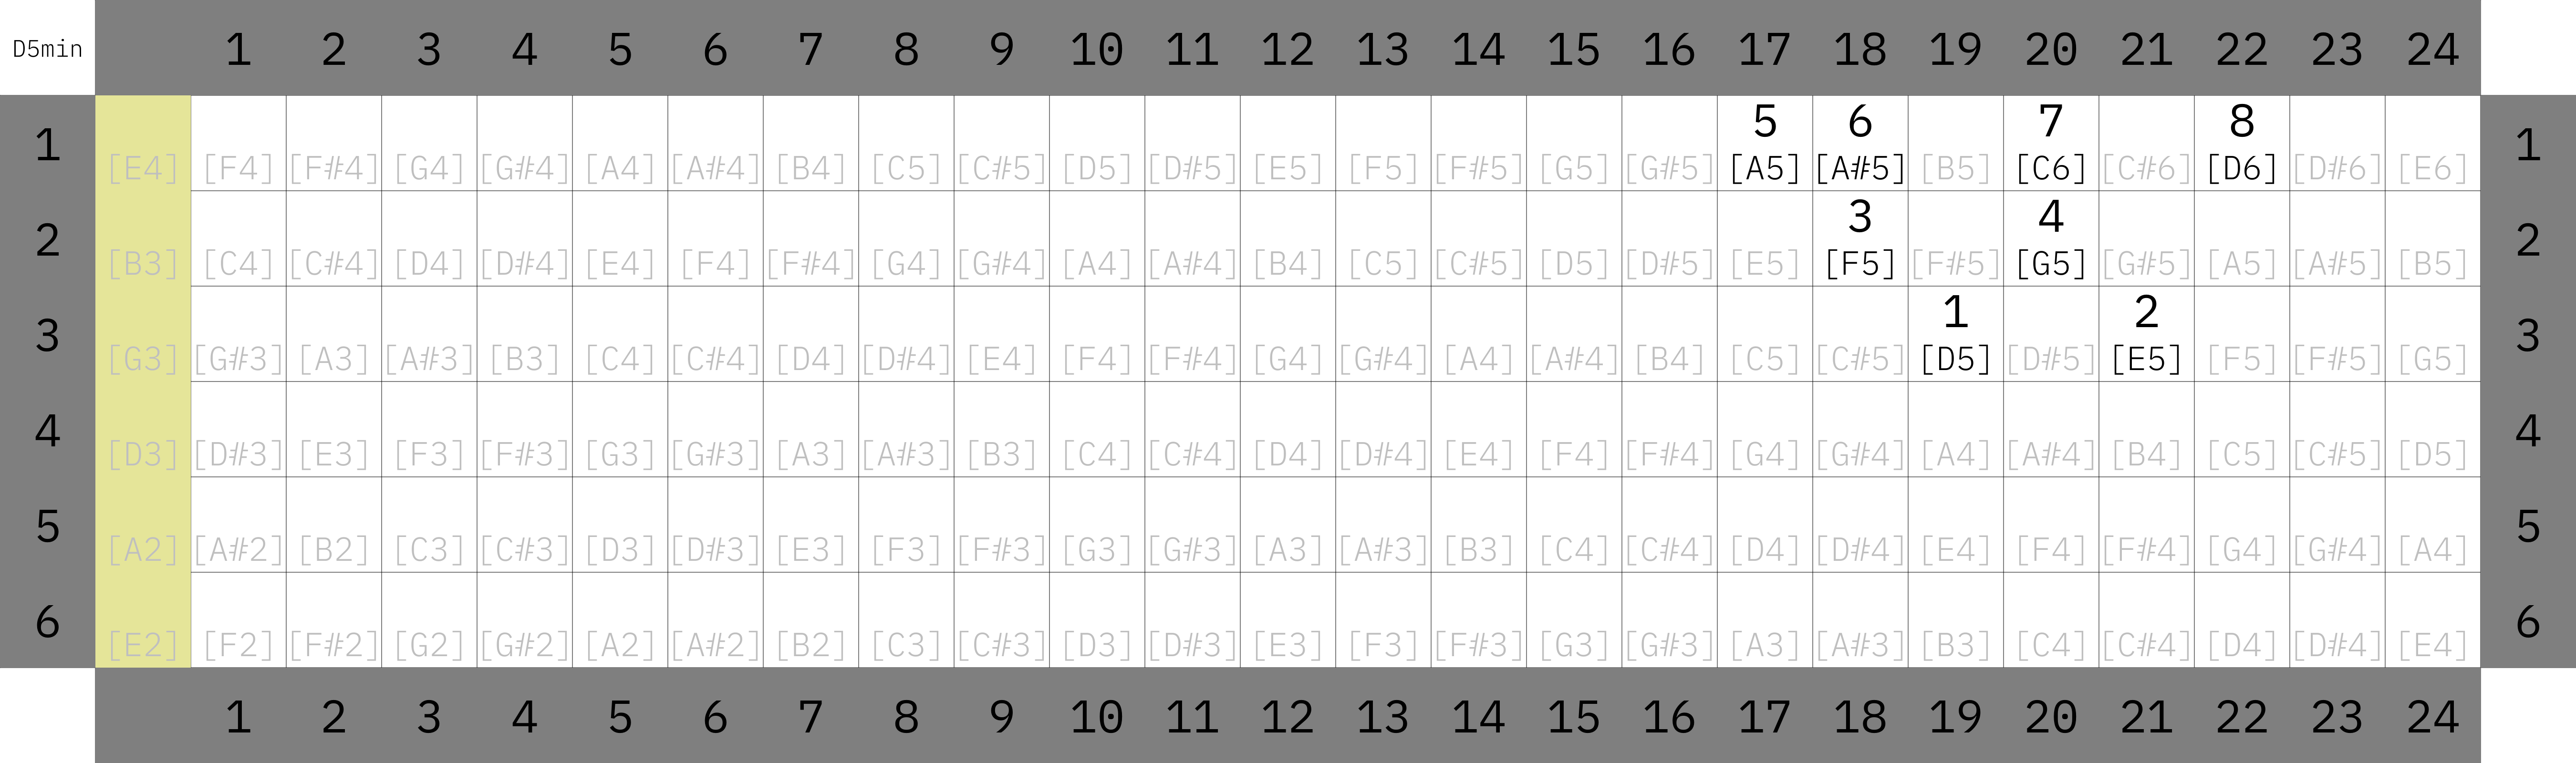 D5min 1 2 3 4 5 6 7 8 9 10 11 12 13 14 15 16 17 18 19 20 21 22 23 24
5 6 7 8
1 [E4] [F4] [F#4] [G4] [G#4] [A4] [A#4] [B4] [C5] [C#5] [D5] [D#5] [E5] [F5] [F#5] [G5] [G#5] [A5] [A#5] [B5] [C6] [C#6] [D6] [D#6] [E6] 1
3 4
2 [B3] [C4] [C#4] [D4] [D#4] [E4] [F4] [F#4] [G4] [G#4] [A4] [A#4] [B4] [C5] [C#5] [D5] [D#5] [E5] [F5] [F#5] [G5] [G#5] [A5] [A#5] [B5] 2
1 2
3 [G3] [G#3] [A3] [A#3] [B3] [C4] [C#4] [D4] [D#4] [E4] [F4] [F#4] [G4] [G#4] [A4] [A#4] [B4] [C5] [C#5] [D5] [D#5] [E5] [F5] [F#5] [G5] 3
4 [D3] [D#3] [E3] [F3] [F#3] [G3] [G#3] [A3] [A#3] [B3] [C4] [C#4] [D4] [D#4] [E4] [F4] [F#4] [G4] [G#4] [A4] [A#4] [B4] [C5] [C#5] [D5] 4
5 [A2] [A#2] [B2] [C3] [C#3] [D3] [D#3] [E3] [F3] [F#3] [G3] [G#3] [A3] [A#3] [B3] [C4] [C#4] [D4] [D#4] [E4] [F4] [F#4] [G4] [G#4] [A4] 5
6 [E2] [F2] [F#2] [G2] [G#2] [A2] [A#2] [B2] [C3] [C#3] [D3] [D#3] [E3] [F3] [F#3] [G3] [G#3] [A3] [A#3] [B3] [C4] [C#4] [D4] [D#4] [E4] 6
1 2 3 4 5 6 7 8 9 10 11 12 13 14 15 16 17 18 19 20 21 22 23 24